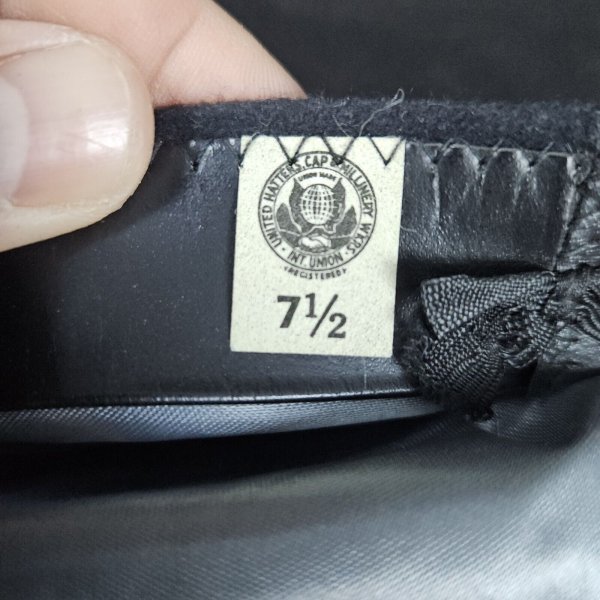 UNITED HATTERS, CAP & MILLINERY WKRS.
UNION MADE
INT. UNION
<REGISTERED>
7½